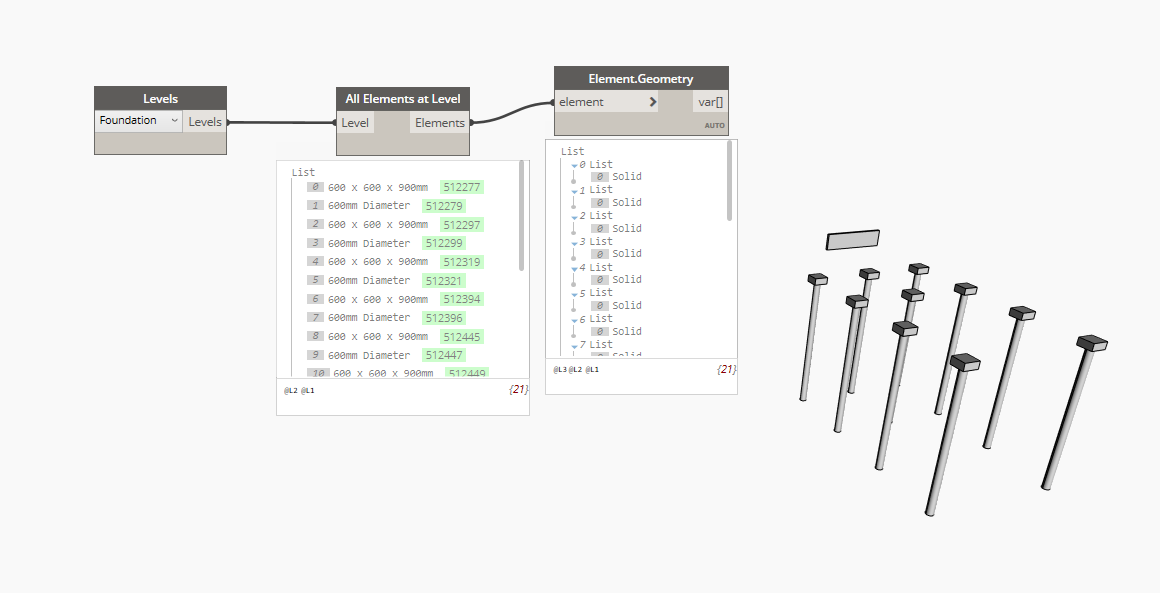 Levels
Foundation
Levels
All Elements at Level
Level
Elements
List
0 600 x 600 x 900mm 512277
1 600mm Diameter 512279
2 600 x 600 x 900mm 512297
3 600mm Diameter 512299
4 600 x 600 x 900mm 512319
5 600mm Diameter 512321
6 600 x 600 x 900mm 512394
7 600mm Diameter 512396
8 600 x 600 x 900mm 512445
9 600mm Diameter 512447
10 600 x 600 x 900mm 512449
@L2 @L1
{21}
Element.Geometry
element
>
var[]
AUTO
List
0 List
0 Solid
1 List
0 Solid
2 List
0 Solid
3 List
0 Solid
4 List
0 Solid
5 List
0 Solid
6 List
0 Solid
7 List
0 Solid
@L3 @L2 @L1
{21}